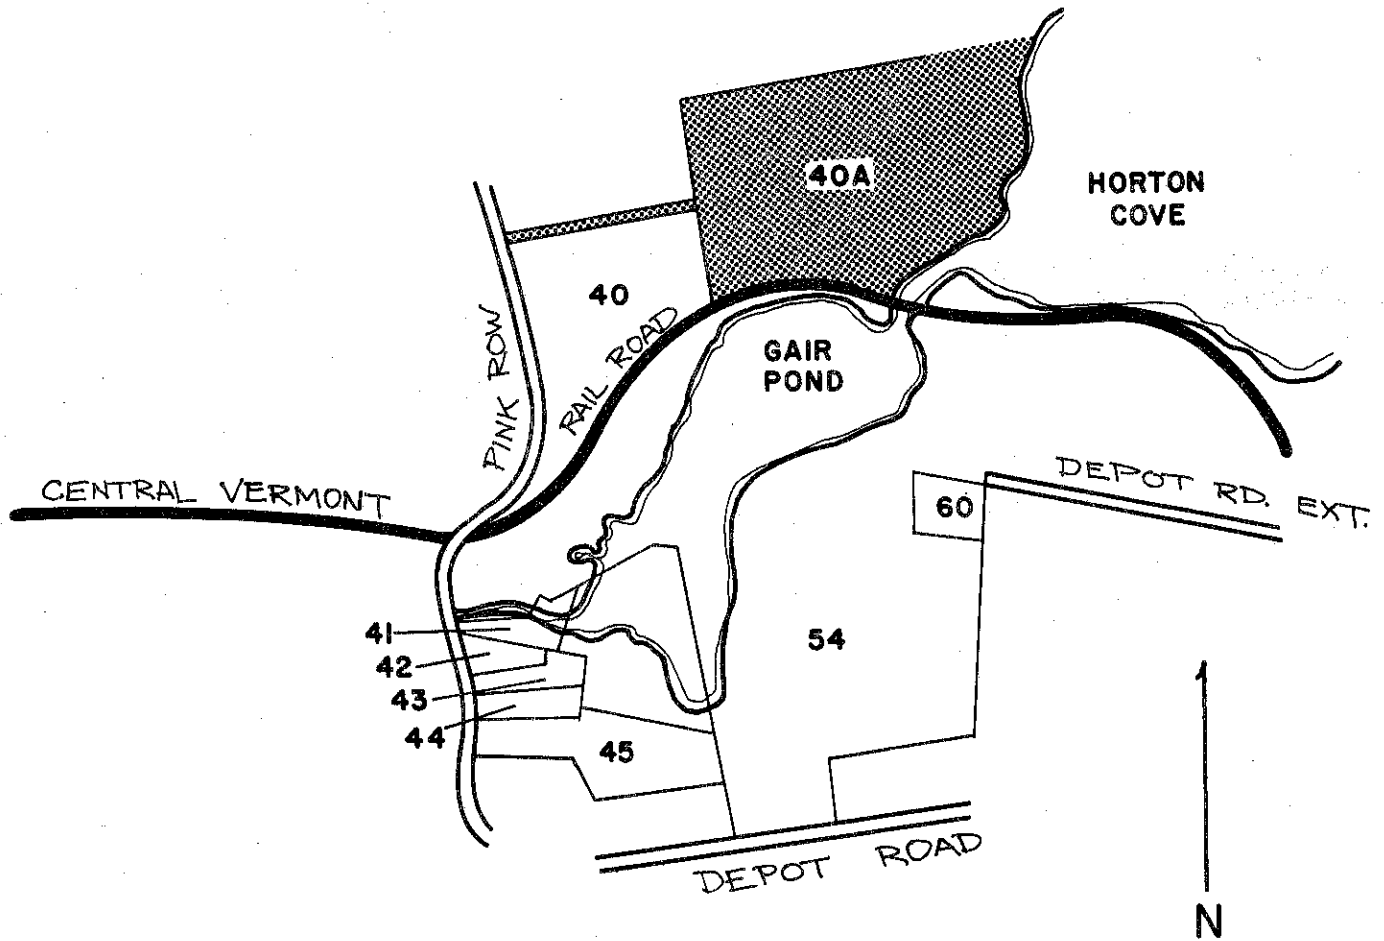 40A
HORTON
COVE
40
PINK ROW
RAIL ROAD
GAIR
POND
CENTRAL VERMONT
DEPOT RD. EXT.
60
41
54
42
43
44
45
DEPOT ROAD
N